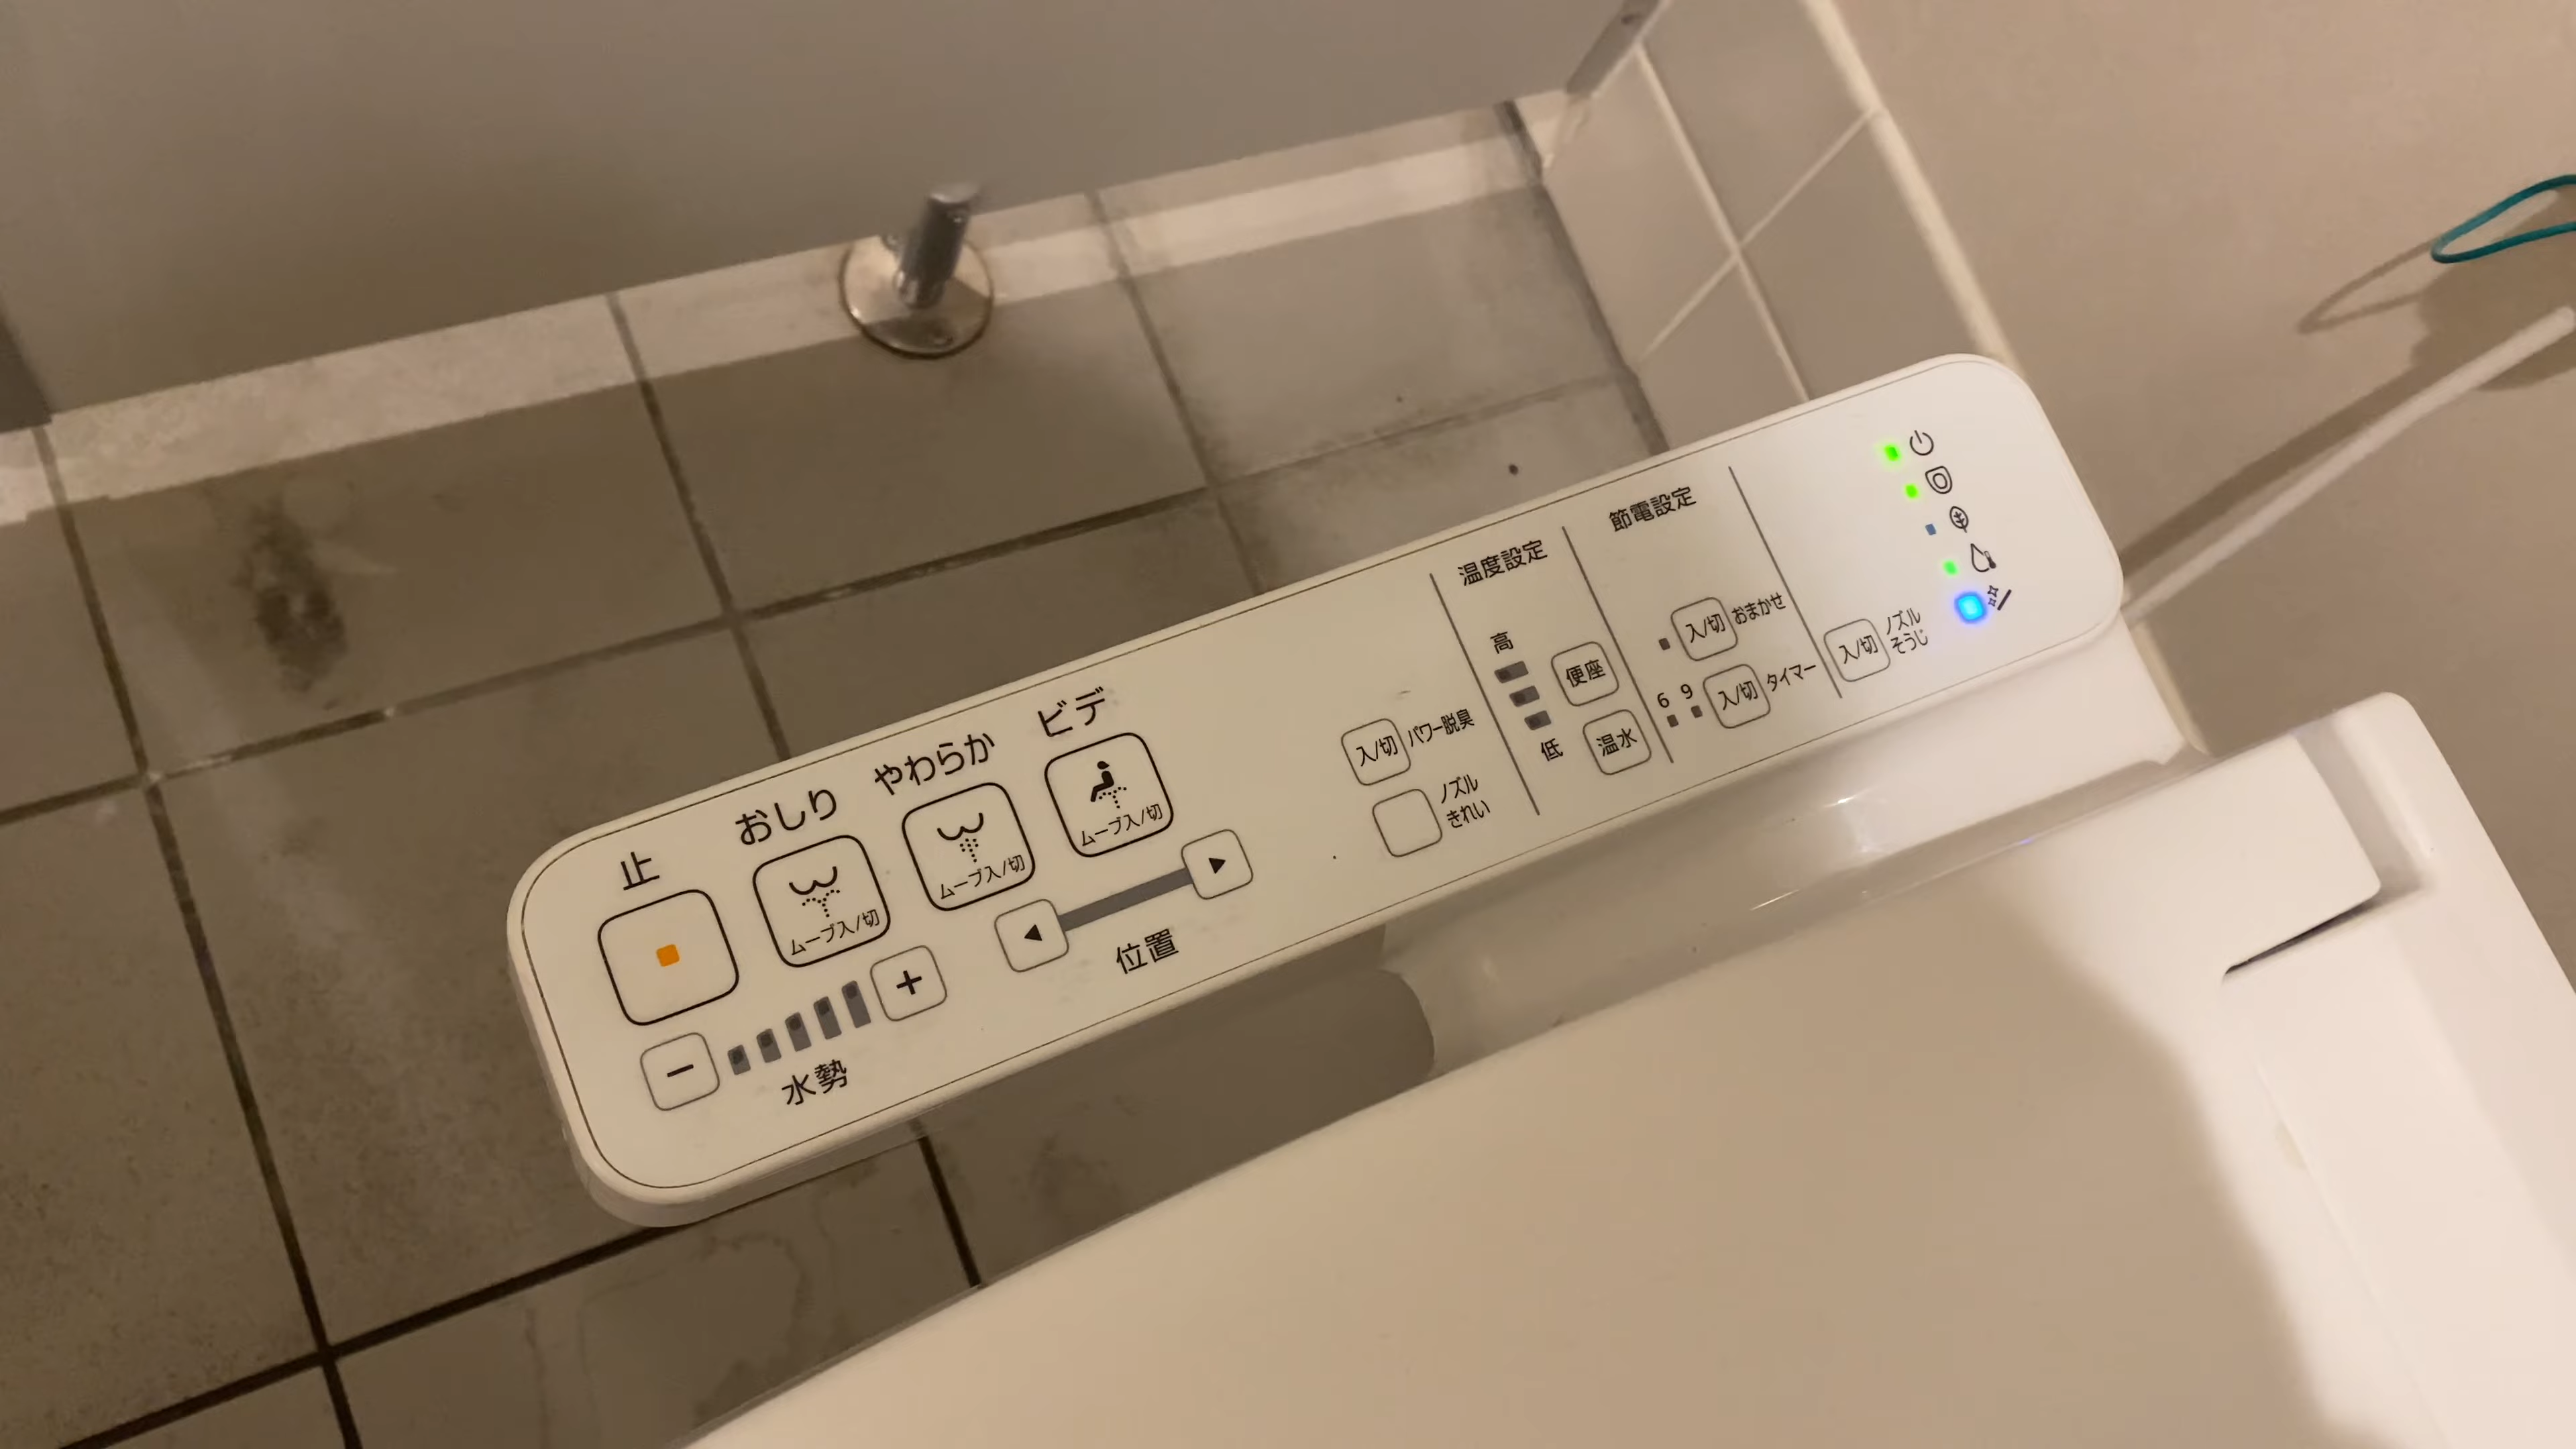 止
おしり
ムーブ入/切
やわらか
ムーブ入/切
ビデ
ムーブ入/切
−
+
水勢
位置
入/切
パワー脱臭
ノズル
きれい
温度設定
高
低
便座
温水
節電設定
入/切
おまかせ
6 9
入/切
タイマー
入/切
ノズル
そうじ